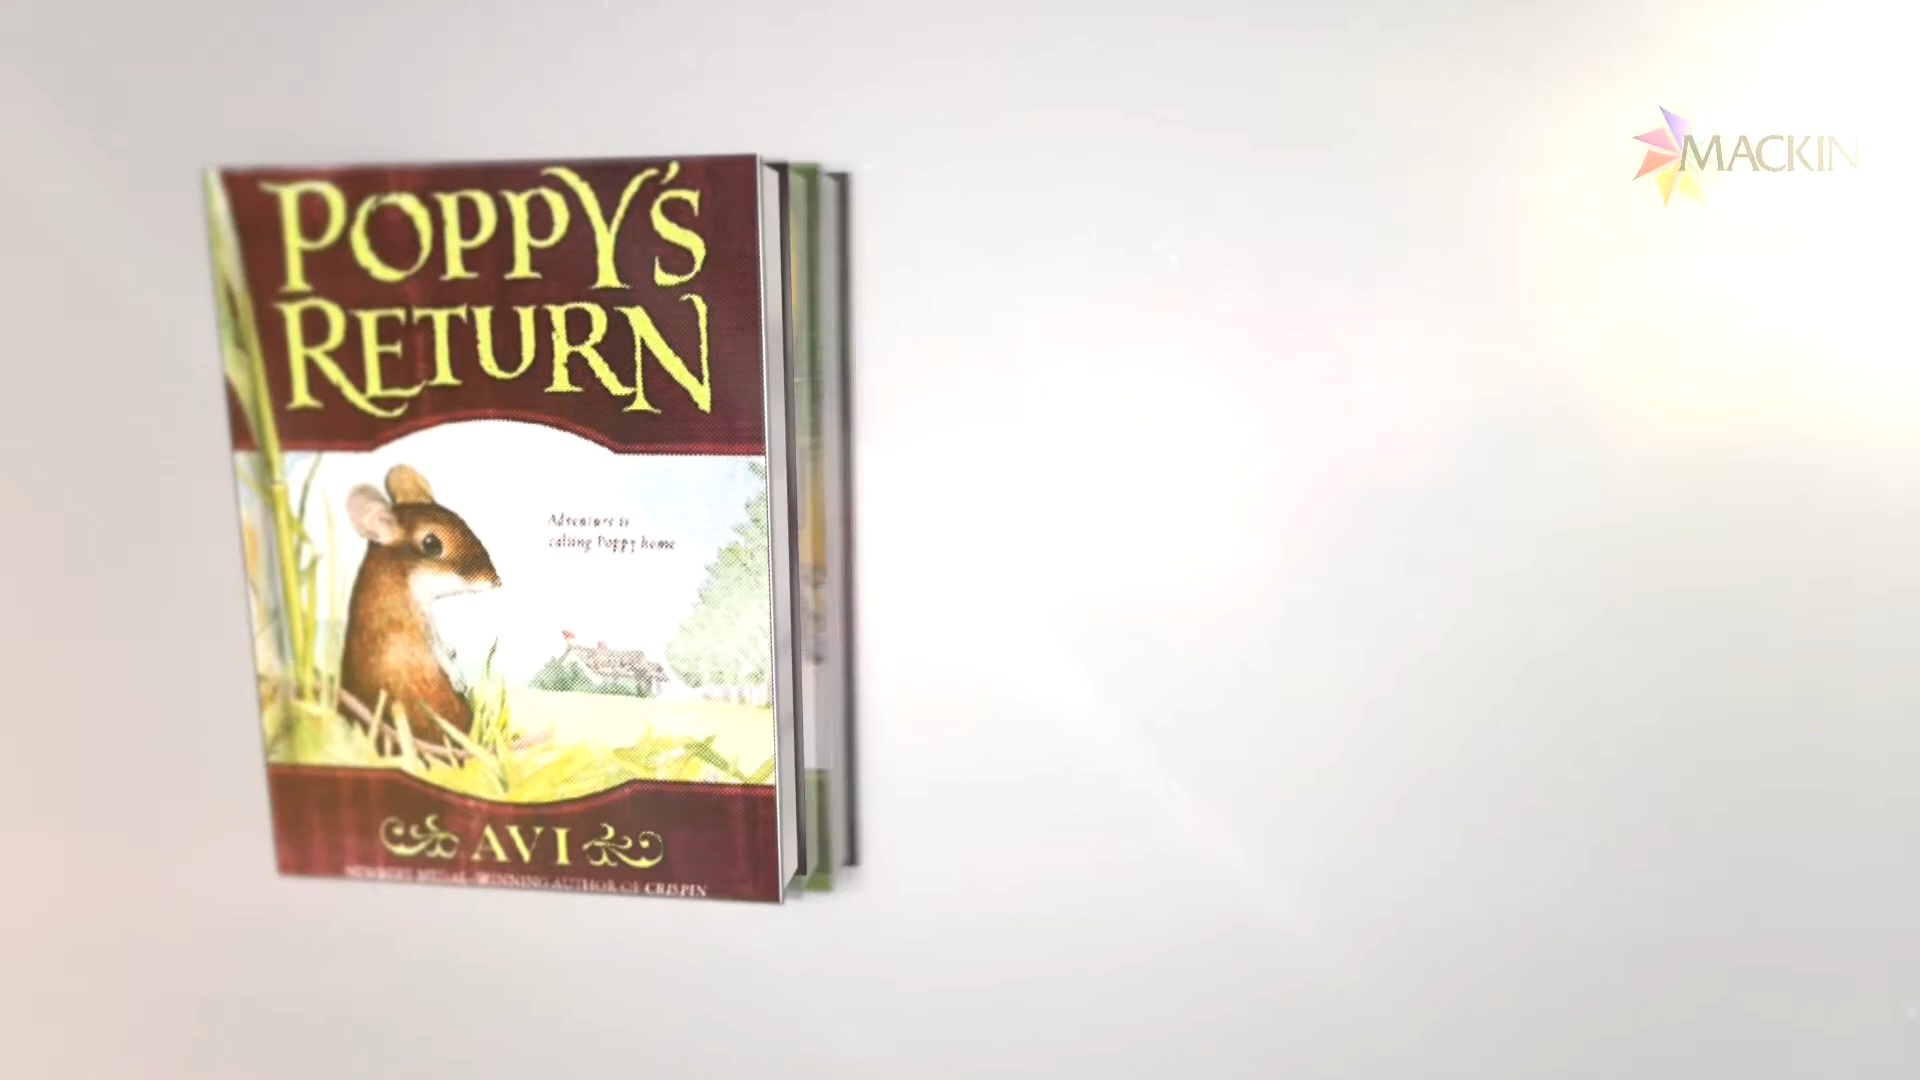 POPPY'S
RETURN
Adventure is
calling Poppy home
AVI
NEWBERY MEDAL-WINNING AUTHOR OF CRISPIN
MACKIN